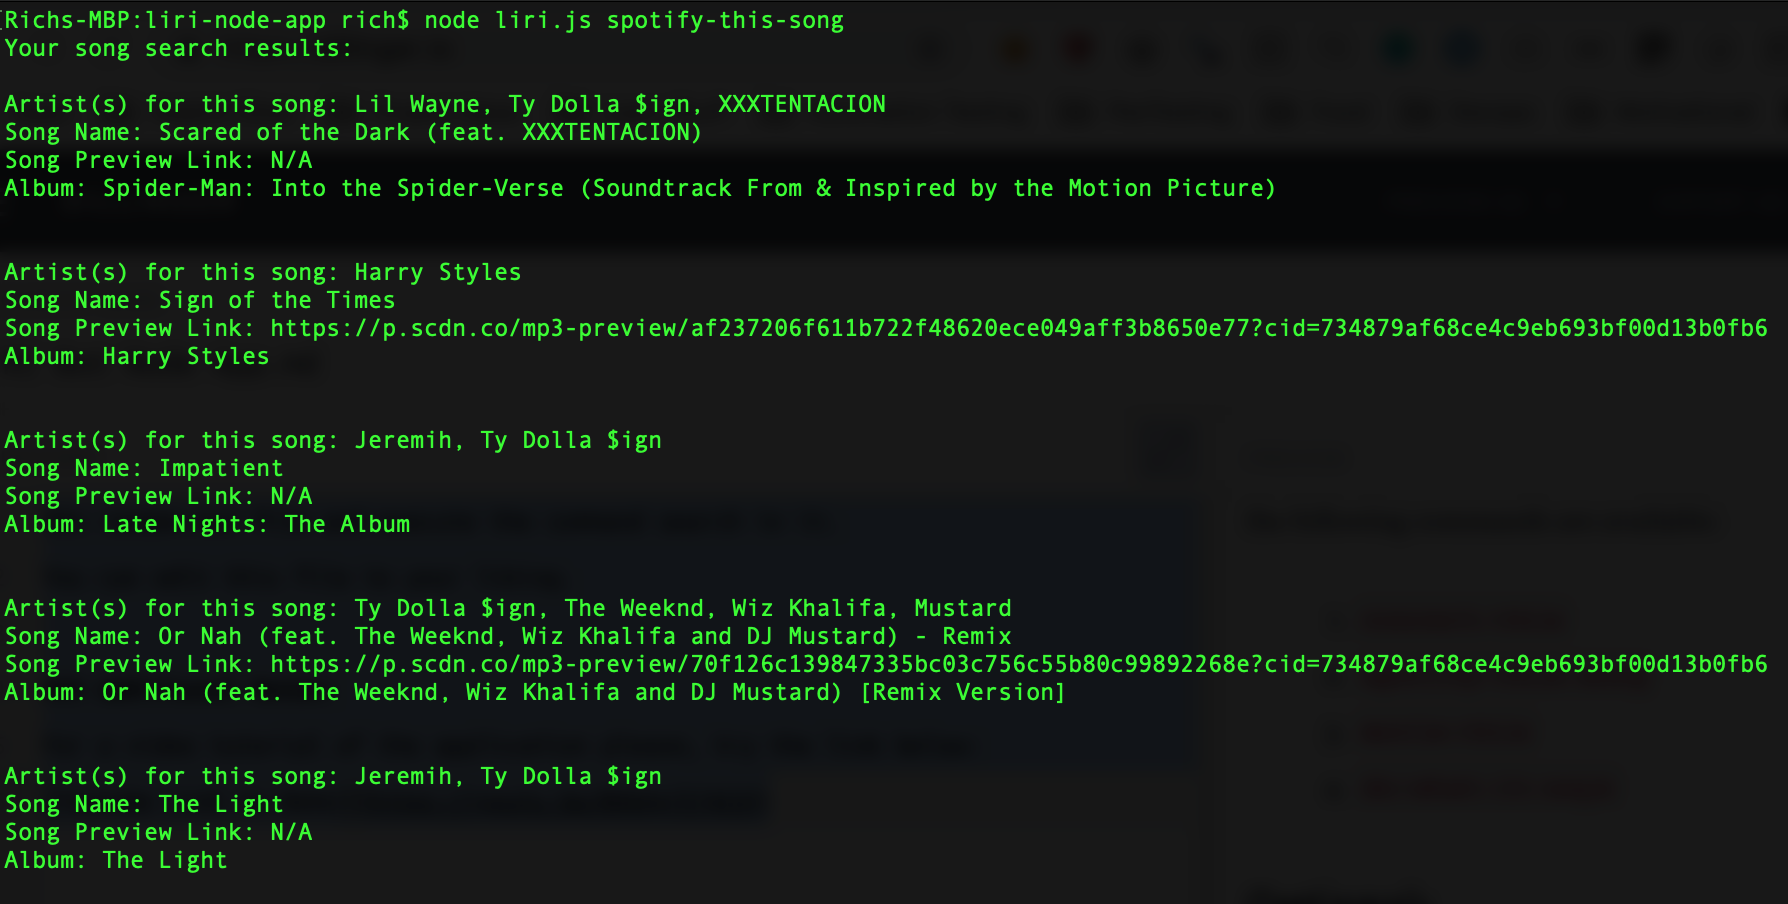 Richs-MBP:liri-node-app rich$ node liri.js spotify-this-song
Your song search results:
Artist(s) for this song: Lil Wayne, Ty Dolla $ign, XXXTENTACION
Song Name: Scared of the Dark (feat. XXXTENTACION)
Song Preview Link: N/A
Album: Spider-Man: Into the Spider-Verse (Soundtrack From & Inspired by the Motion Picture)
Artist(s) for this song: Harry Styles
Song Name: Sign of the Times
Song Preview Link: https://p.scdn.co/mp3-preview/af237206f611b722f48620ece049aff3b8650e77?cid=734879af68ce4c9eb693bf00d13b0fb6
Album: Harry Styles
Artist(s) for this song: Jeremih, Ty Dolla $ign
Song Name: Impatient
Song Preview Link: N/A
Album: Late Nights: The Album
Artist(s) for this song: Ty Dolla $ign, The Weeknd, Wiz Khalifa, Mustard
Song Name: Or Nah (feat. The Weeknd, Wiz Khalifa and DJ Mustard) - Remix
Song Preview Link: https://p.scdn.co/mp3-preview/70f126c139847335bc03c756c55b80c99892268e?cid=734879af68ce4c9eb693bf00d13b0fb6
Album: Or Nah (feat. The Weeknd, Wiz Khalifa and DJ Mustard) [Remix Version]
Artist(s) for this song: Jeremih, Ty Dolla $ign
Song Name: The Light
Song Preview Link: N/A
Album: The Light